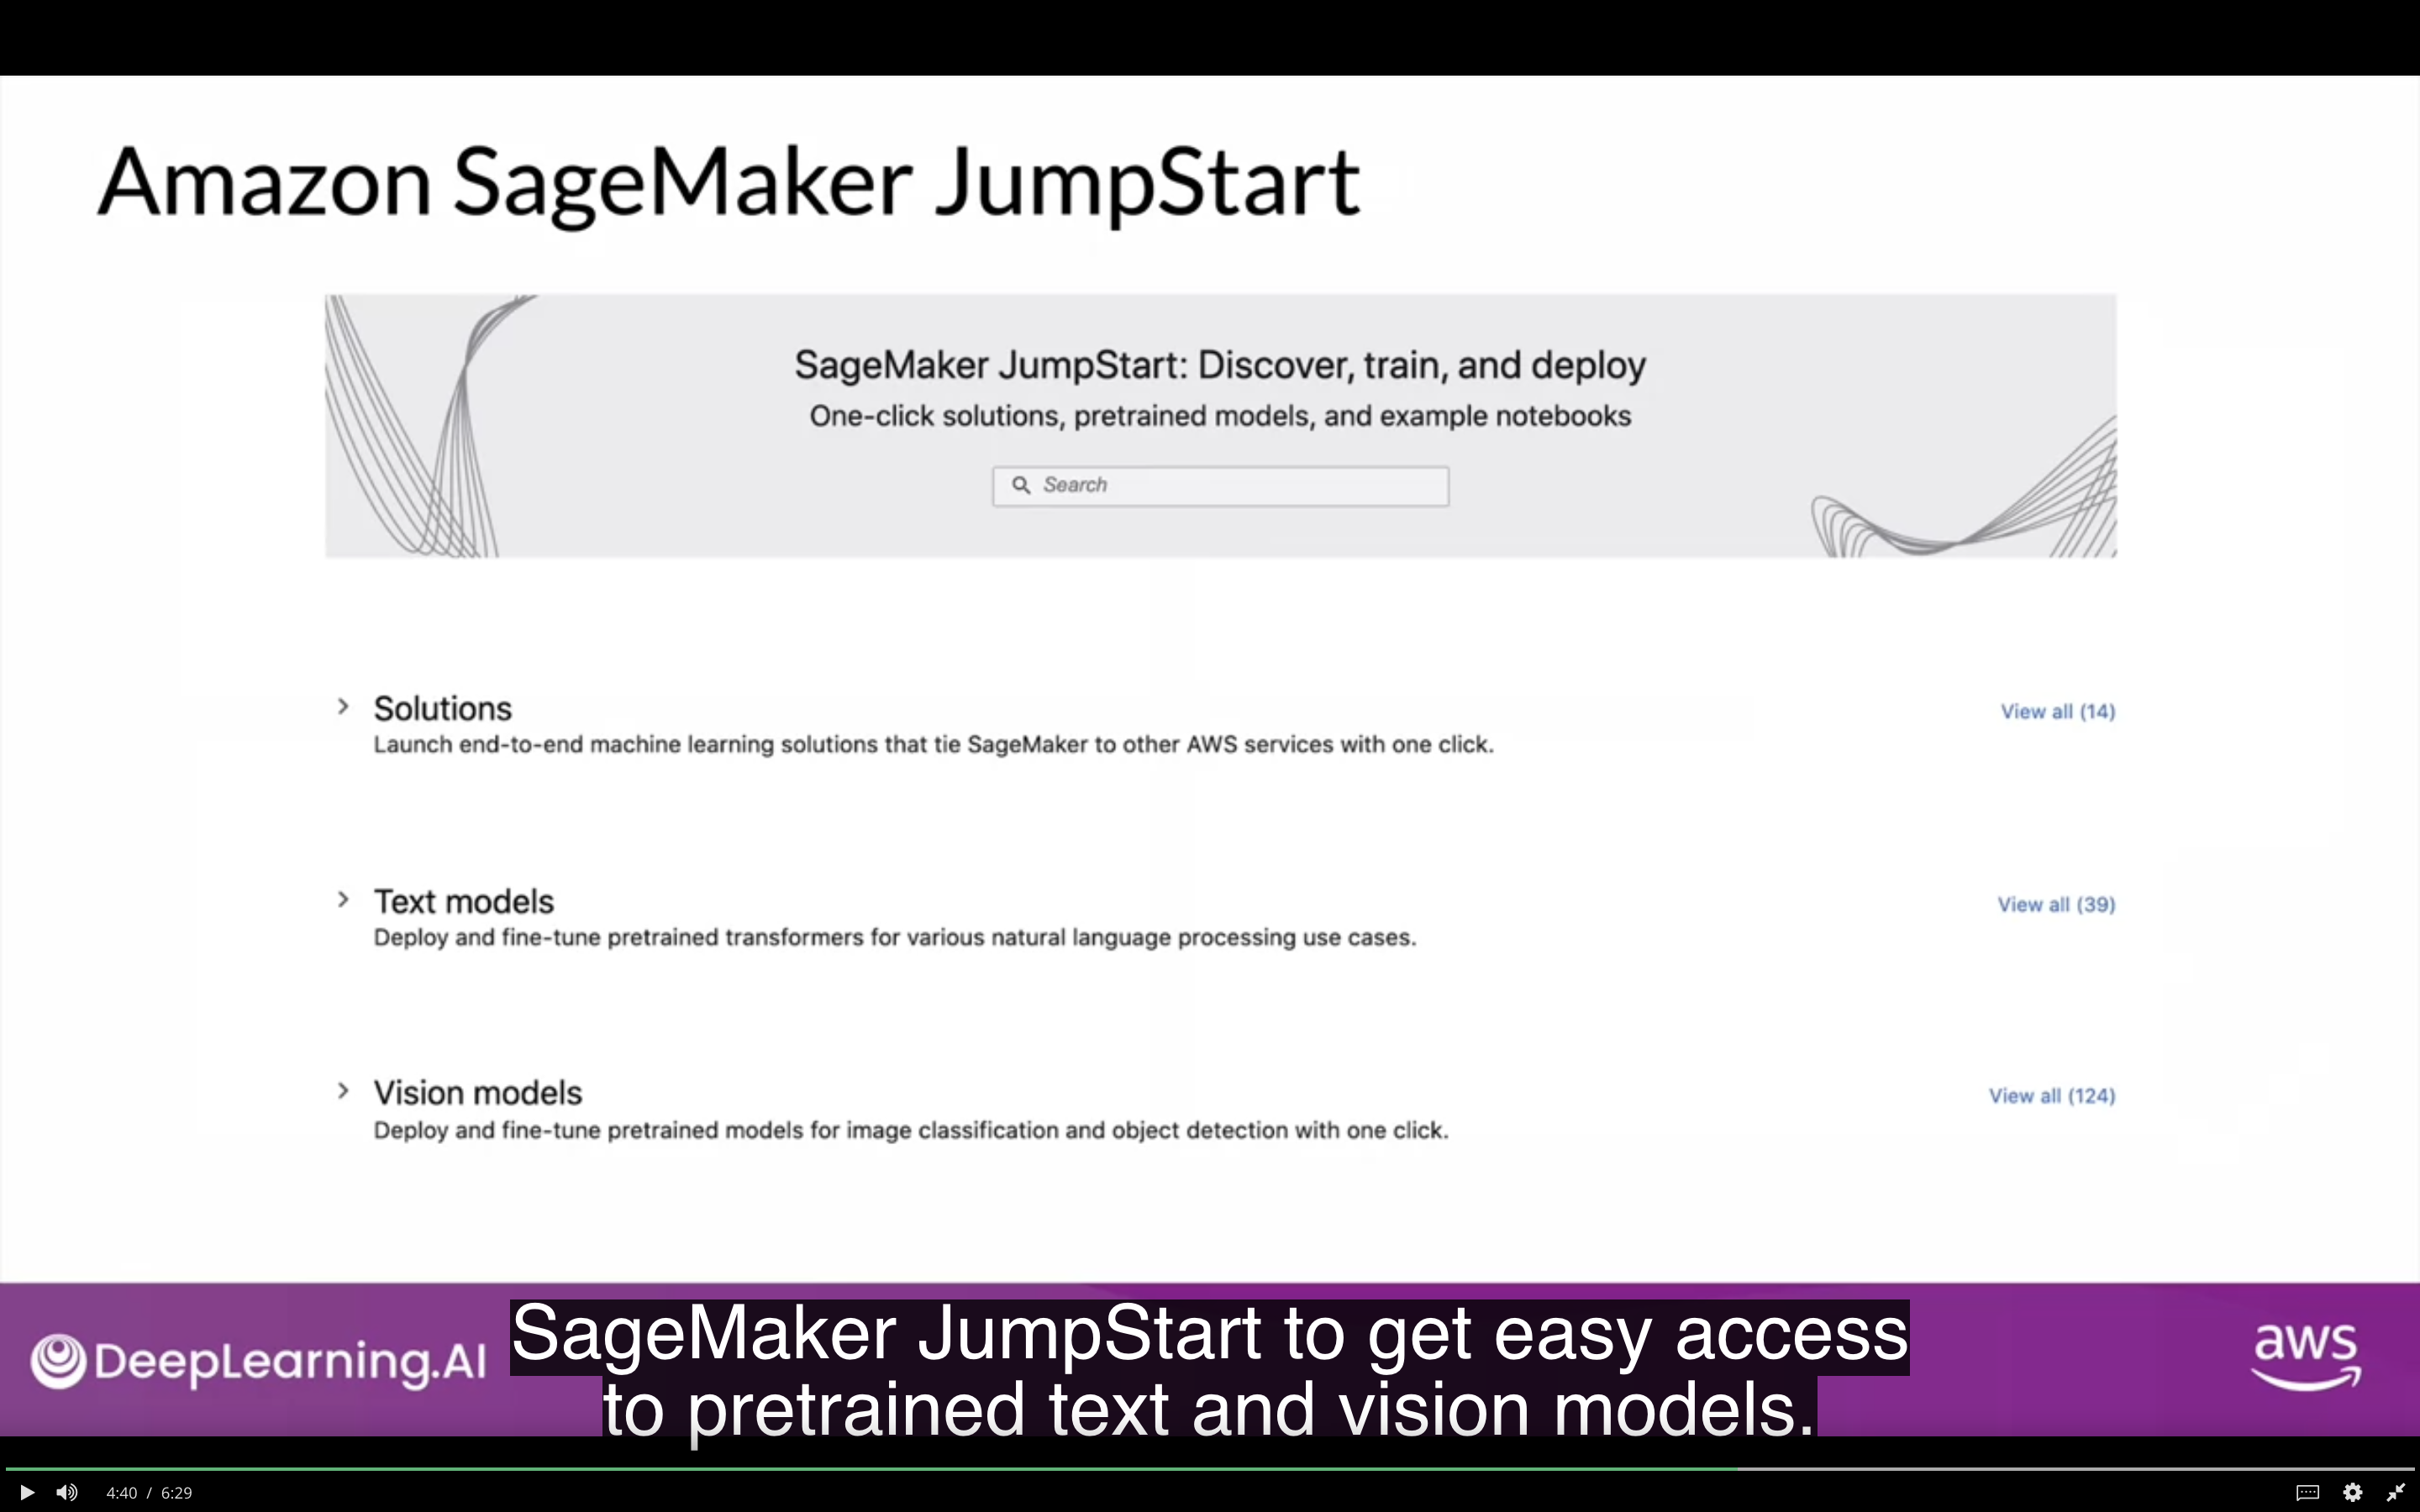 Amazon SageMaker JumpStart
SageMaker JumpStart: Discover, train, and deploy
One-click solutions, pretrained models, and example notebooks
Search
Solutions
View all (14)
Launch end-to-end machine learning solutions that tie SageMaker to other AWS services with one click.
Text models
View all (39)
Deploy and fine-tune pretrained transformers for various natural language processing use cases.
Vision models
View all (124)
Deploy and fine-tune pretrained models for image classification and object detection with one click.
DeepLearning.AI
SageMaker JumpStart to get easy access
to pretrained text and vision models.
aws
4:40 / 6:29